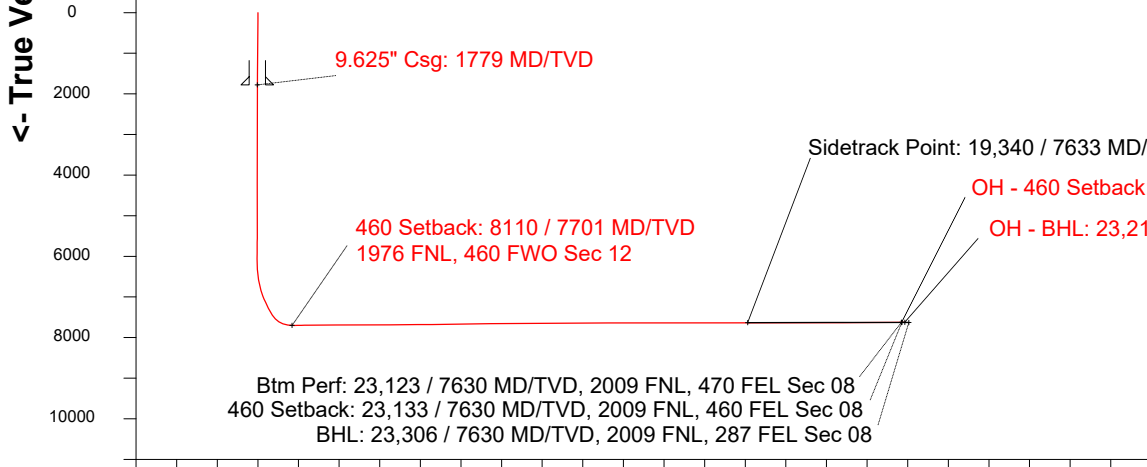 <- True Ve
0
2000
4000
6000
8000
10000
9.625" Csg: 1779 MD/TVD
Sidetrack Point: 19,340 / 7633 MD/
OH - 460 Setback
OH - BHL: 23,21
460 Setback: 8110 / 7701 MD/TVD
1976 FNL, 460 FWO Sec 12
Btm Perf: 23,123 / 7630 MD/TVD, 2009 FNL, 470 FEL Sec 08
460 Setback: 23,133 / 7630 MD/TVD, 2009 FNL, 460 FEL Sec 08
BHL: 23,306 / 7630 MD/TVD, 2009 FNL, 287 FEL Sec 08